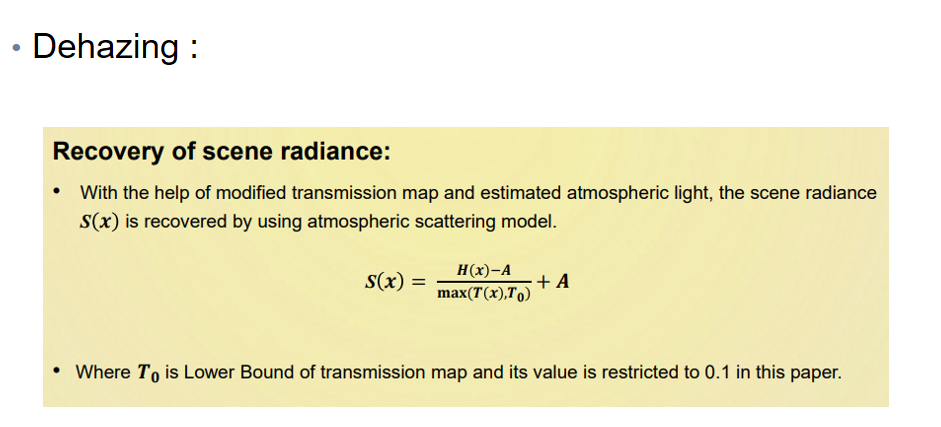 • Dehazing :
Recovery of scene radiance:
• With the help of modified transmission map and estimated atmospheric light, the scene radiance
S(x) is recovered by using atmospheric scattering model.
S(x) = \frac{H(x)−A}{max(T(x),T₀)} + A
• Where T₀ is Lower Bound of transmission map and its value is restricted to 0.1 in this paper.